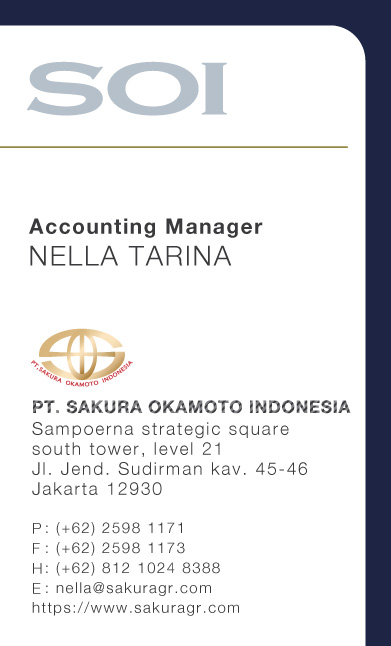 SOI
Accounting Manager
NELLA TARINA
PT. SAKURA OKAMOTO INDONESIA
PT. SAKURA OKAMOTO INDONESIA
Sampoerna strategic square
south tower, level 21
Jl. Jend. Sudirman kav. 45-46
Jakarta 12930
P: (+62) 2598 1171
F: (+62) 2598 1173
H: (+62) 812 1024 8388
E: nella@sakuragr.com
https://www.sakuragr.com